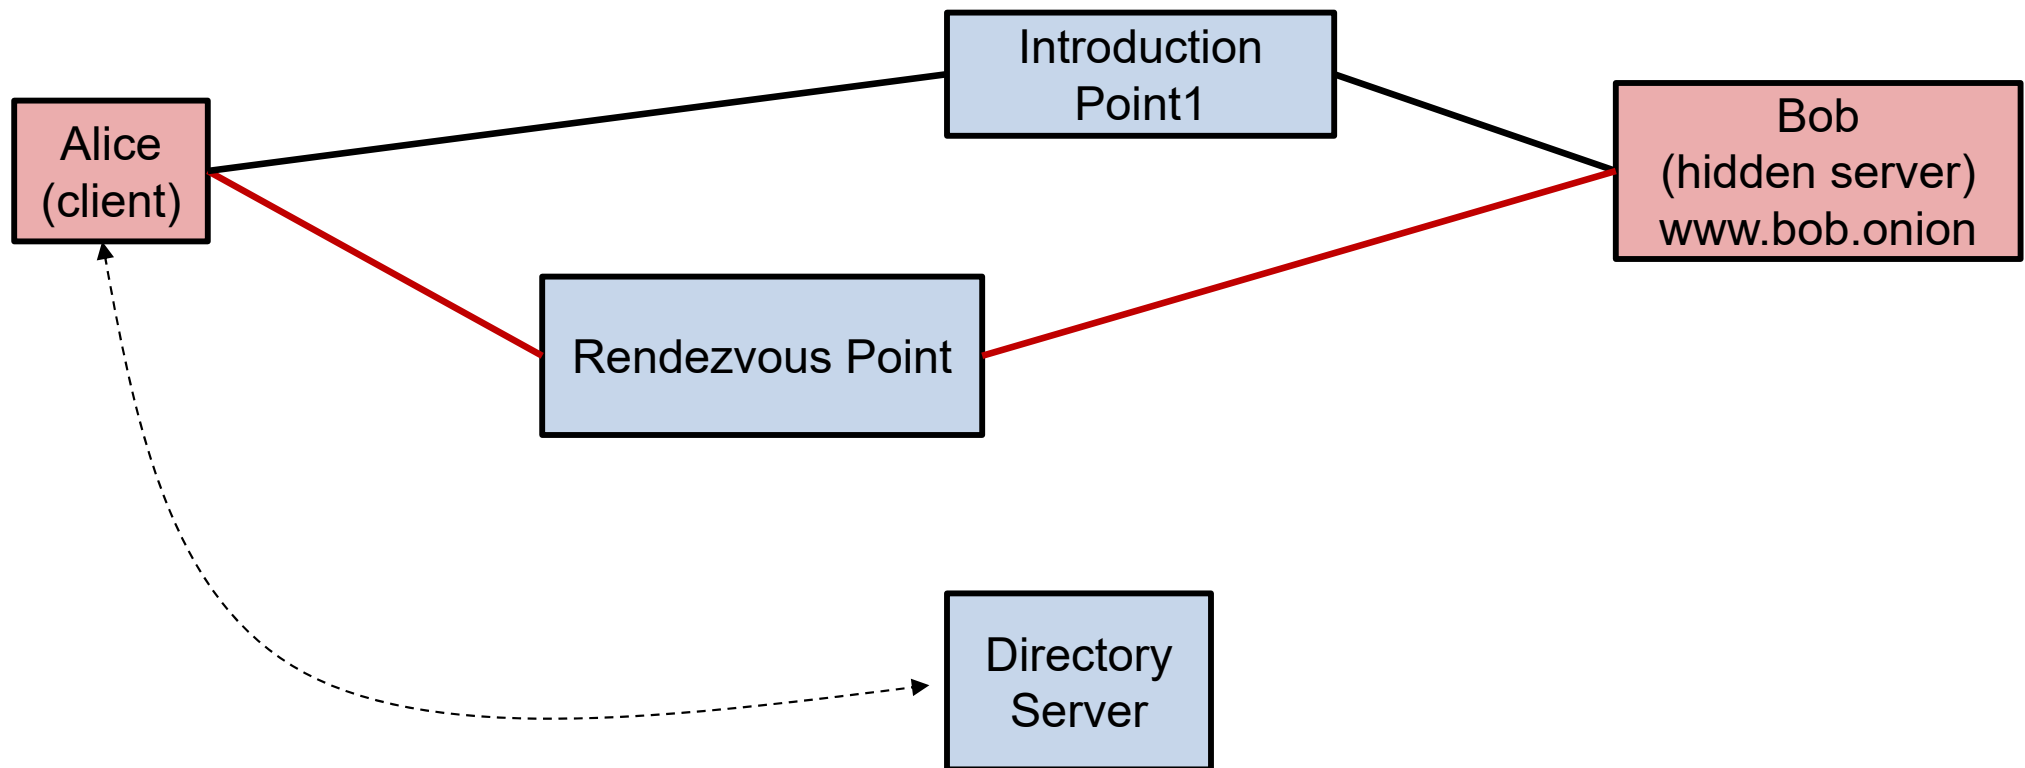 Introduction
Point1
Alice
(client)
Bob
(hidden server)
www.bob.onion
Rendezvous Point
Directory
Server